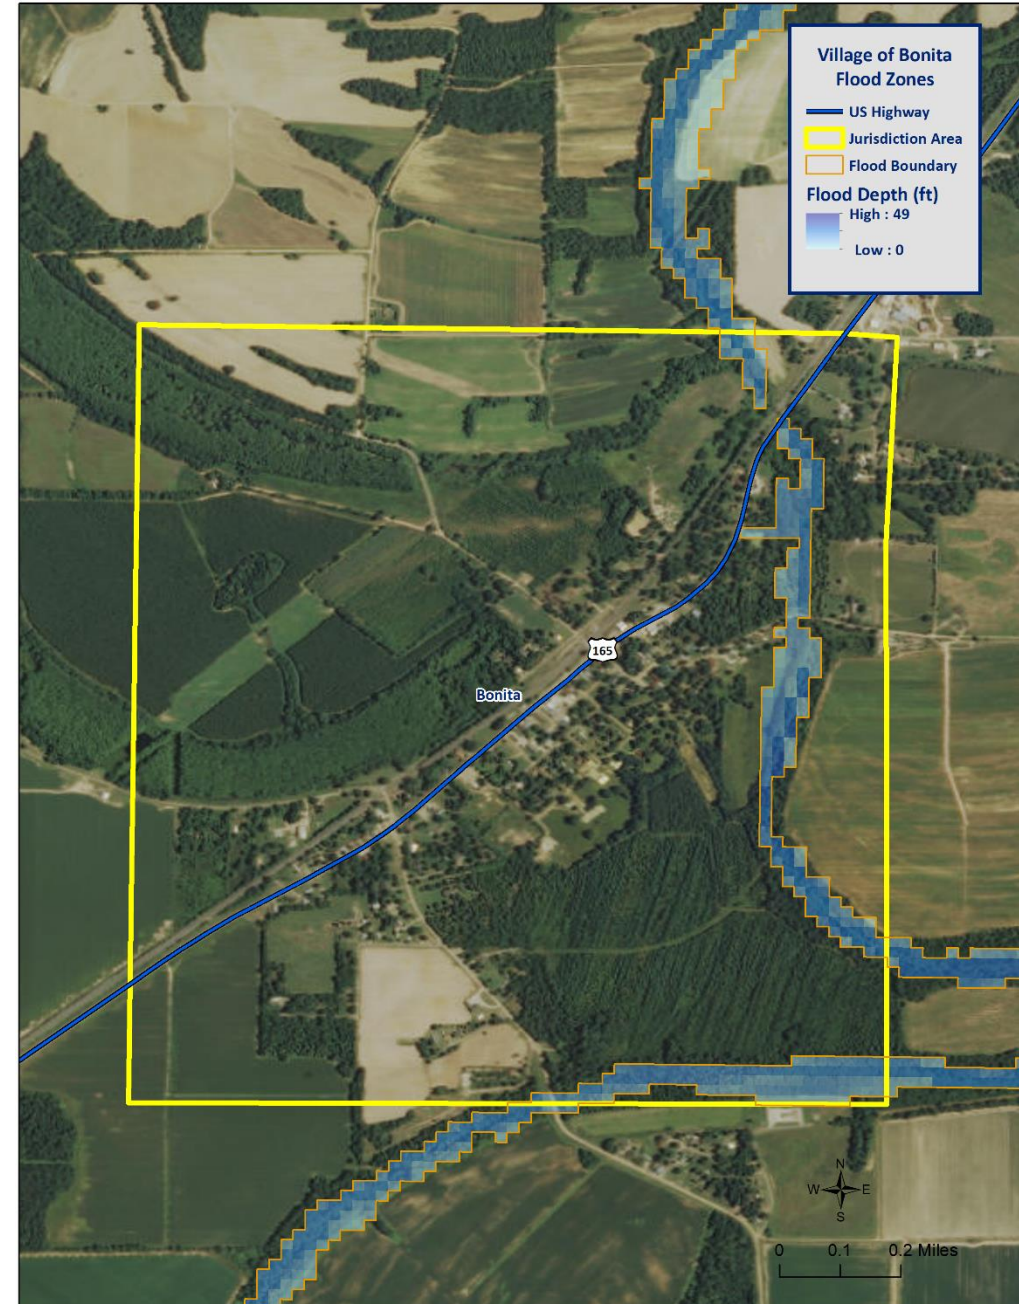 Village of Bonita
Flood Zones
US Highway
Jurisdiction Area
Flood Boundary
Flood Depth (ft)
High : 49
Low : 0
165
Bonita
N
W E
S
0 0.1 0.2 Miles